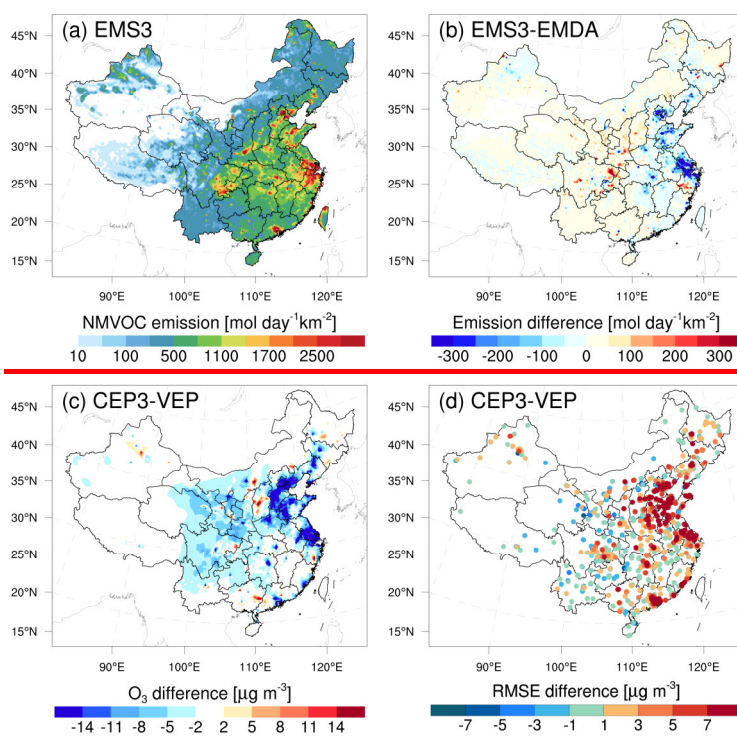 (a) EMS3
45°N
40°N
35°N
30°N
25°N
20°N
15°N
90°E 100°E 110°E 120°E
NMVOC emission [mol day⁻¹km⁻²]
10 100 500 1100 1700 2500
(b) EMS3-EMDA
45°N
40°N
35°N
30°N
25°N
20°N
15°N
90°E 100°E 110°E 120°E
Emission difference [mol day⁻¹km⁻²]
-300 -200 -100 0 100 200 300
(c) CEP3-VEP
45°N
40°N
35°N
30°N
25°N
20°N
15°N
90°E 100°E 110°E 120°E
O₃ difference [µg m⁻³]
-14 -11 -8 -5 -2 2 5 8 11 14
(d) CEP3-VEP
45°N
40°N
35°N
30°N
25°N
20°N
15°N
90°E 100°E 110°E 120°E
RMSE difference [µg m⁻³]
-7 -5 -3 -1 1 3 5 7